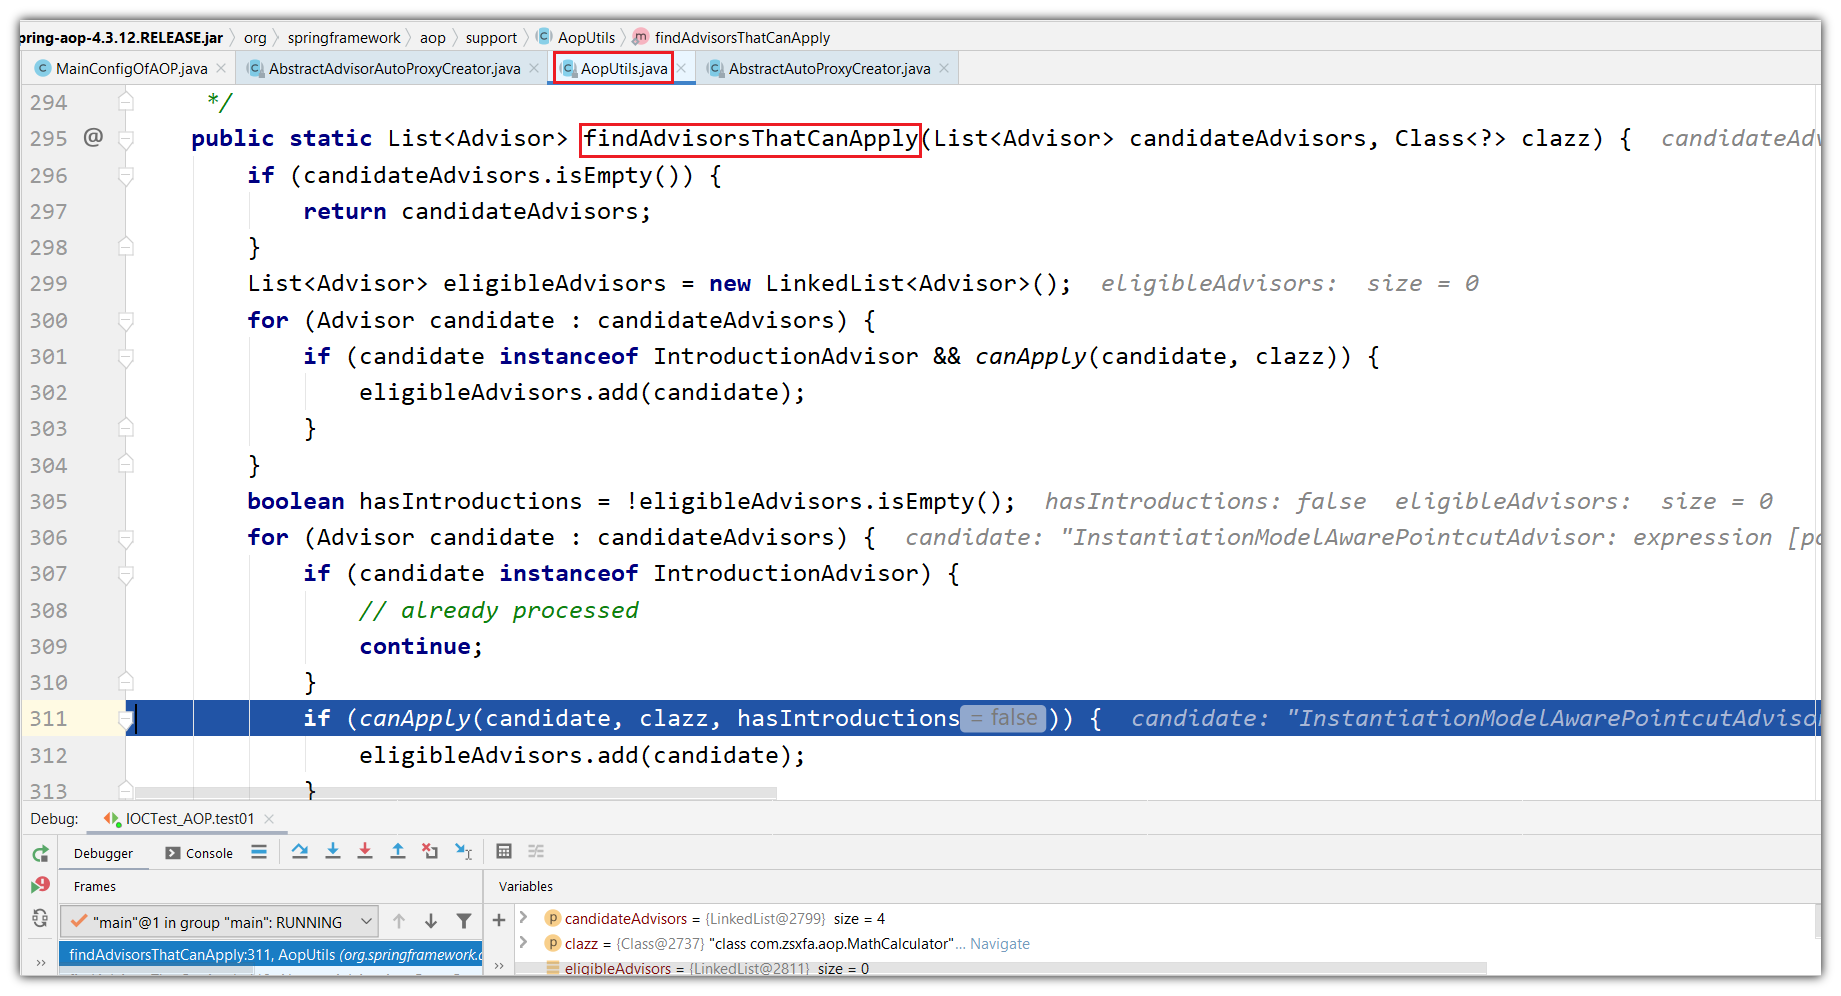 pring-aop-4.3.12.RELEASE.jar org springframework aop support AopUtils findAdvisorsThatCanApply
MainConfigOfAOP.java AbstractAdvisorAutoProxyCreator.java AopUtils.java AbstractAutoProxyCreator.java
294 */
295 @ public static List<Advisor> findAdvisorsThatCanApply(List<Advisor> candidateAdvisors, Class<?> clazz) { candidateAdv
296 if (candidateAdvisors.isEmpty()) {
297 return candidateAdvisors;
298 }
299 List<Advisor> eligibleAdvisors = new LinkedList<Advisor>(); eligibleAdvisors: size = 0
300 for (Advisor candidate : candidateAdvisors) {
301 if (candidate instanceof IntroductionAdvisor && canApply(candidate, clazz)) {
302 eligibleAdvisors.add(candidate);
303 }
304 }
305 boolean hasIntroductions = !eligibleAdvisors.isEmpty(); hasIntroductions: false eligibleAdvisors: size = 0
306 for (Advisor candidate : candidateAdvisors) { candidate: "InstantiationModelAwarePointcutAdvisor: expression [po
307 if (candidate instanceof IntroductionAdvisor) {
308 // already processed
309 continue;
310 }
311 if (canApply(candidate, clazz, hasIntroductions = false )) { candidate: "InstantiationModelAwarePointcutAdviso
312 eligibleAdvisors.add(candidate);
313 }
Debug: IOCTest_AOP.test01
Debugger Console
Frames Variables
"main"@1 in group "main": RUNNING
candidateAdvisors = {LinkedList@2799} size = 4
clazz = {Class@2737} "class com.zsxfa.aop.MathCalculator"... Navigate
findAdvisorsThatCanApply:311, AopUtils (org.springframework.
eligibleAdvisors = {LinkedList@2811} size = 0